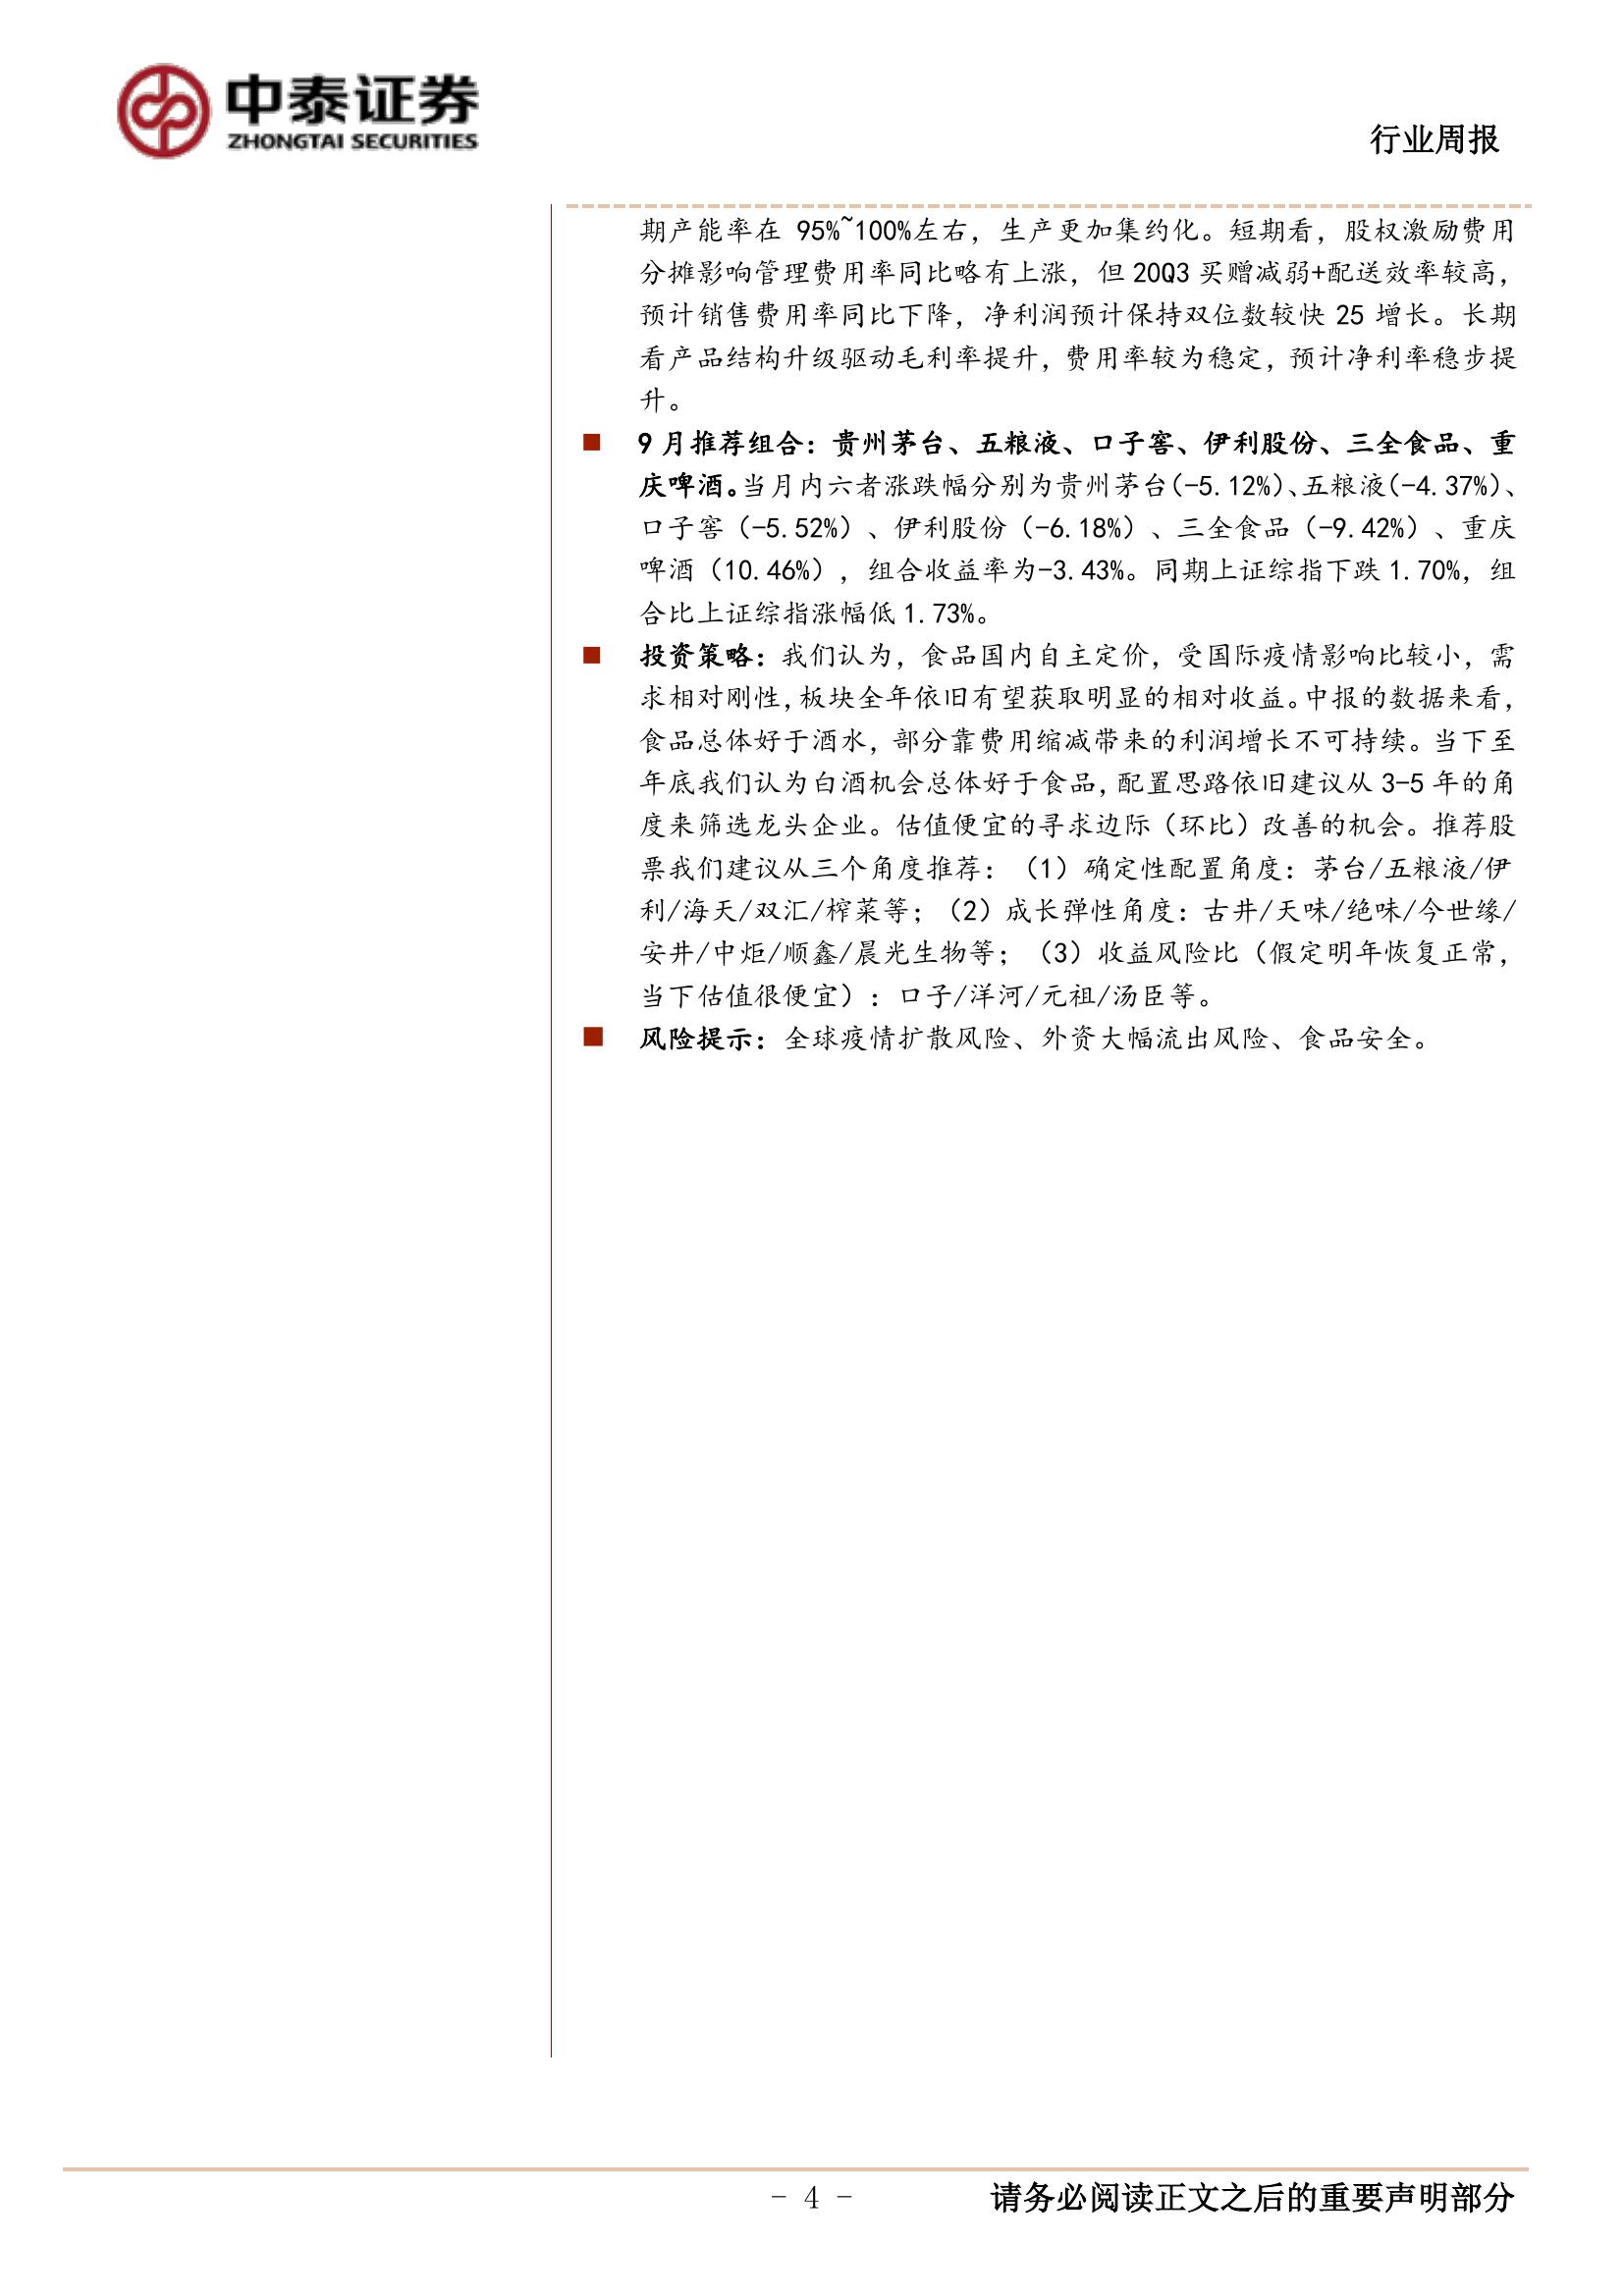 中泰证券
ZHONGTAI SECURITIES
行业周报
期产能率在 95%~100%左右，生产更加集约化。短期看，股权激励费用
分摊影响管理费用率同比略有上涨，但 20Q3 买赠减弱+配送效率较高，
预计销售费用率同比下降，净利润预计保持双位数较快 25 增长。长期
看产品结构升级驱动毛利率提升，费用率较为稳定，预计净利率稳步提
升。
■ 9 月推荐组合：贵州茅台、五粮液、口子窖、伊利股份、三全食品、重
庆啤酒。当月内六者涨跌幅分别为贵州茅台（-5.12%）、五粮液（-4.37%）、
口子窖（-5.52%）、伊利股份（-6.18%）、三全食品（-9.42%）、重庆
啤酒（10.46%），组合收益率为-3.43%。同期上证综指下跌 1.70%，组
合比上证综指涨幅低 1.73%。
■ 投资策略：我们认为，食品国内自主定价，受国际疫情影响比较小，需
求相对刚性，板块全年依旧有望获取明显的相对收益。中报的数据来看，
食品总体好于酒水，部分靠费用缩减带来的利润增长不可持续。当下至
年底我们认为白酒机会总体好于食品，配置思路依旧建议从 3-5 年的角
度来筛选龙头企业。估值便宜的寻求边际（环比）改善的机会。推荐股
票我们建议从三个角度推荐：（1）确定性配置角度：茅台/五粮液/伊
利/海天/双汇/榨菜等；（2）成长弹性角度：古井/天味/绝味/今世缘/
安井/中炬/顺鑫/晨光生物等；（3）收益风险比（假定明年恢复正常，
当下估值很便宜）：口子/洋河/元祖/汤臣等。
■ 风险提示：全球疫情扩散风险、外资大幅流出风险、食品安全。
- 4 -
请务必阅读正文之后的重要声明部分